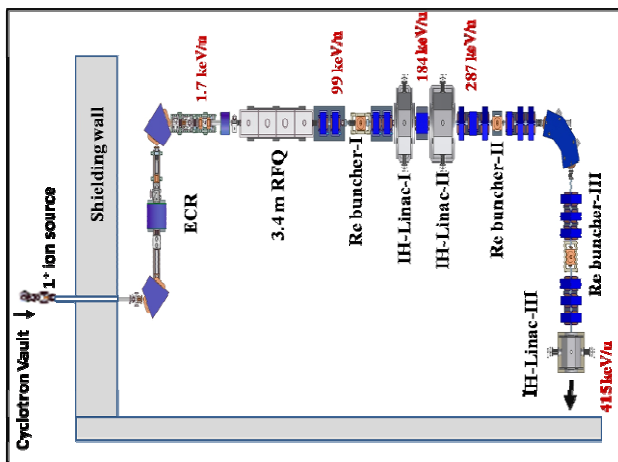 Cyclotron Vault
1⁺ ion source
Shielding wall
ECR
1.7 keV/u
3.4 m RFQ
99 keV/u
Re buncher-I
IH-Linac-I
184 keV/u
IH-Linac-II
287 keV/u
Re buncher-II
Re buncher-III
IH-Linac-III
415 keV/u